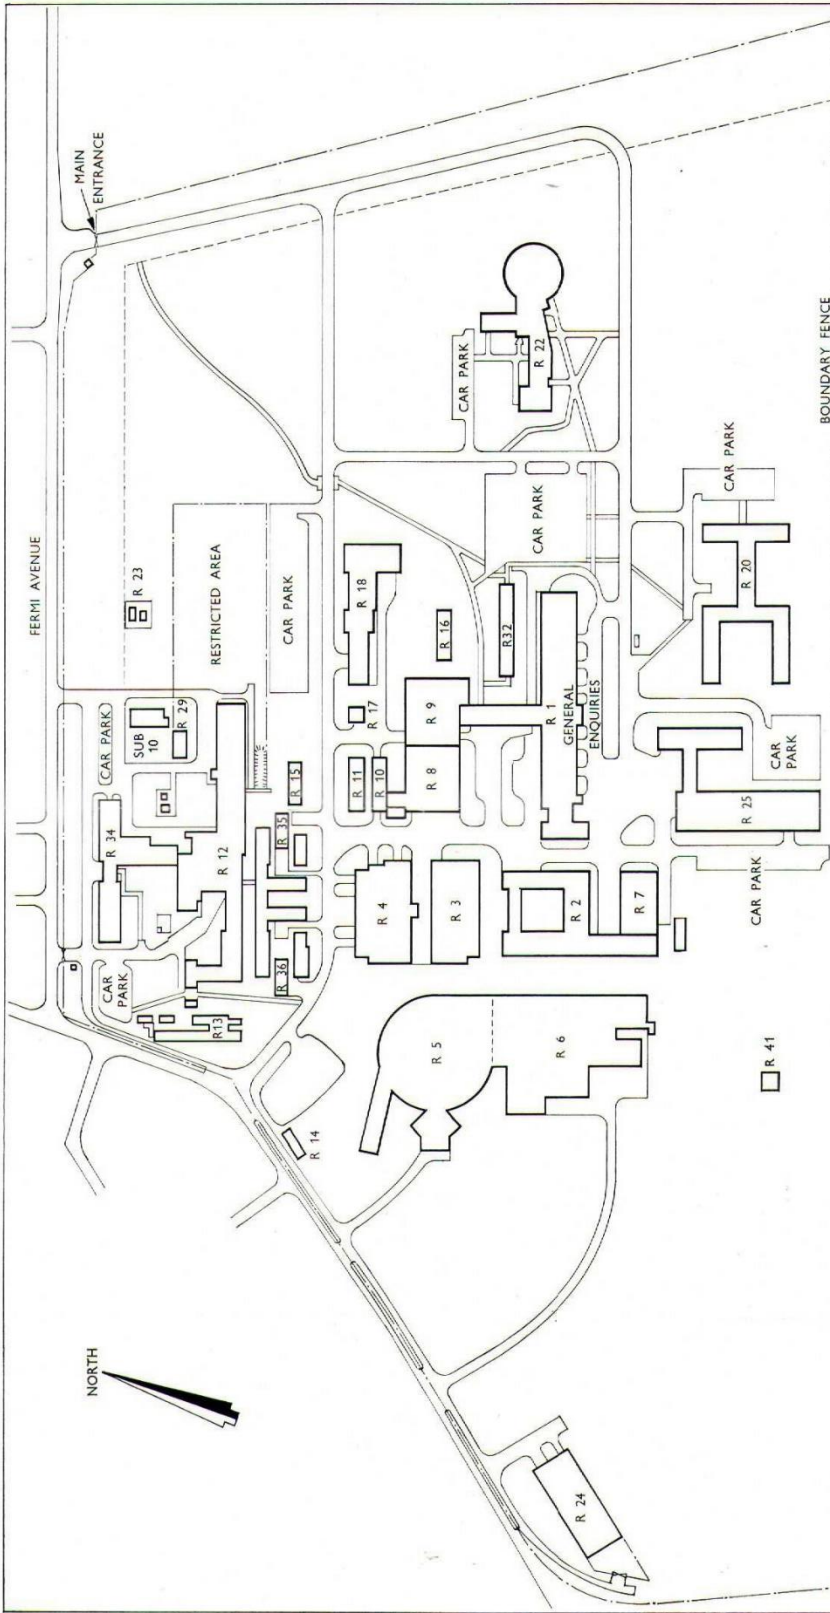 FERMI AVENUE
MAIN
ENTRANCE
NORTH
CAR
PARK
R 34
CAR PARK
SUB
10
R 23
R 29
R13
R 12
RESTRICTED AREA
R 36
R 35
R 15
CAR PARK
R 14
R 11
R 17
R 18
R 10
R 4
R 8
R 9
R 16
R 5
R 3
CAR PARK
R32
R 22
CAR PARK
R 1
GENERAL
ENQUIRIES
R 6
R 2
R 24
R 7
CAR PARK
R 20
R 25
CAR PARK
CAR
PARK
R 41
BOUNDARY FENCE